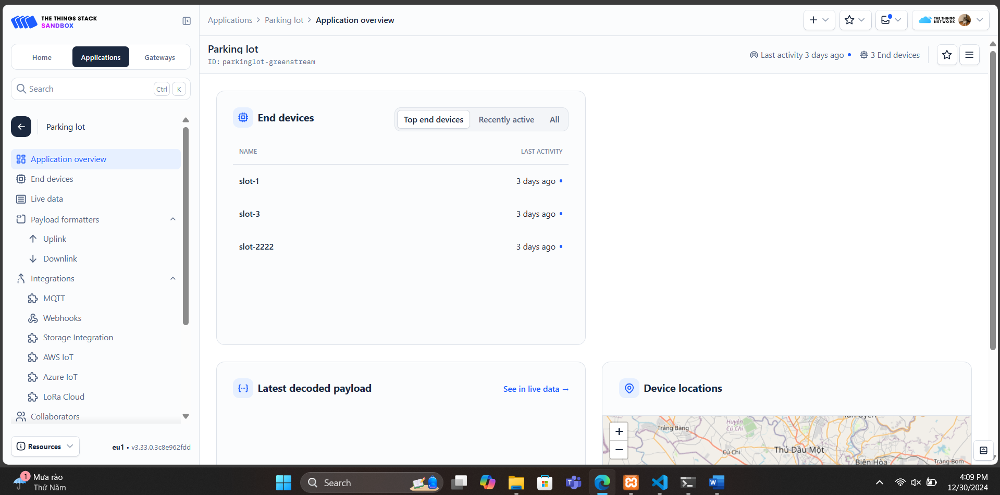 THE THINGS STACK
SANDBOX
Applications > Parking lot > Application overview
THE THINGS
NETWORK
Home
Applications
Gateways
Search
Ctrl
K
Parking lot
ID: parkinglot-greenstream
Last activity 3 days ago
3 End devices
Parking lot
Application overview
End devices
Live data
Payload formatters
Uplink
Downlink
Integrations
MQTT
Webhooks
Storage Integration
AWS IoT
Azure IoT
LoRa Cloud
Collaborators
Resources
eu1 • v3.33.0.3c8e962fdd
End devices
Top end devices
Recently active
All
NAME
LAST ACTIVITY
slot-1
3 days ago
slot-3
3 days ago
slot-2222
3 days ago
Latest decoded payload
See in live data →
Device locations
+
−
Trảng Bàng
Huyện
Củ Chi
Củ Chi
Thủ Dầu Một
Biên Hòa
Trảng Bom
1
Mưa rào
Thứ Năm
Search
4:09 PM
12/30/2024